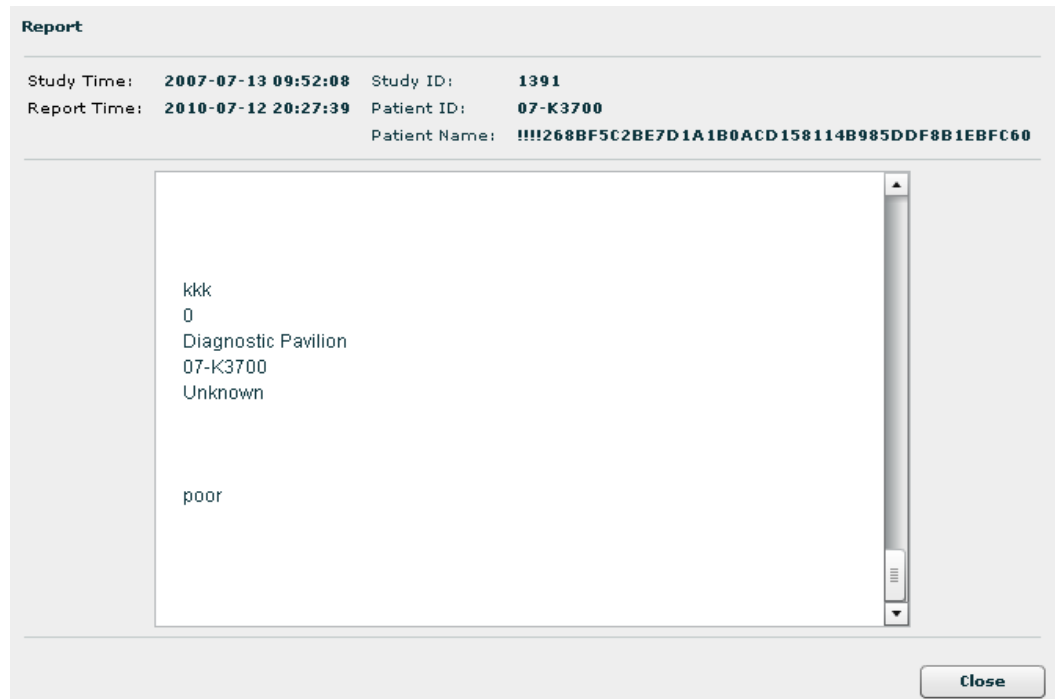 Report
Study Time: 2007-07-13 09:52:08 Study ID: 1391
Report Time: 2010-07-12 20:27:39 Patient ID: 07-K3700
Patient Name: !!!!268BF5C2BE7D1A1B0ACD158114B985DDF8B1EBFC60
kkk
0
Diagnostic Pavilion
07-K3700
Unknown
poor
Close